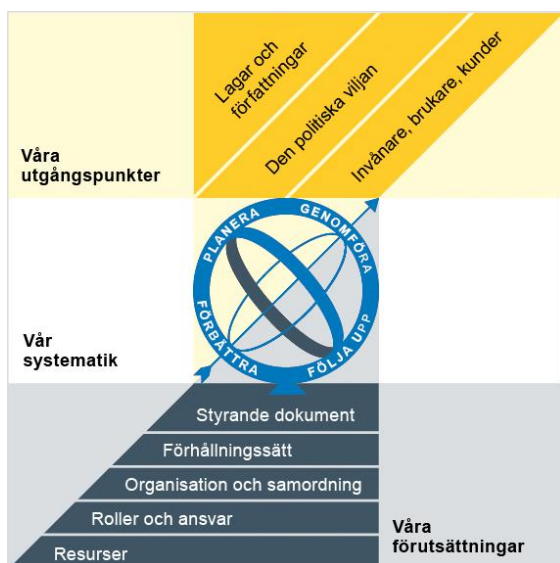 Lagar och
författningar
Den politiska viljan
Invånare, brukare, kunder
Våra
utgångspunkter
PLANERA
GENOMFÖRA
FÖRBÄTTRA
FÖLJA UPP
Vår
systematik
Styrande dokument
Förhållningssätt
Organisation och samordning
Roller och ansvar
Resurser
Våra
förutsättningar